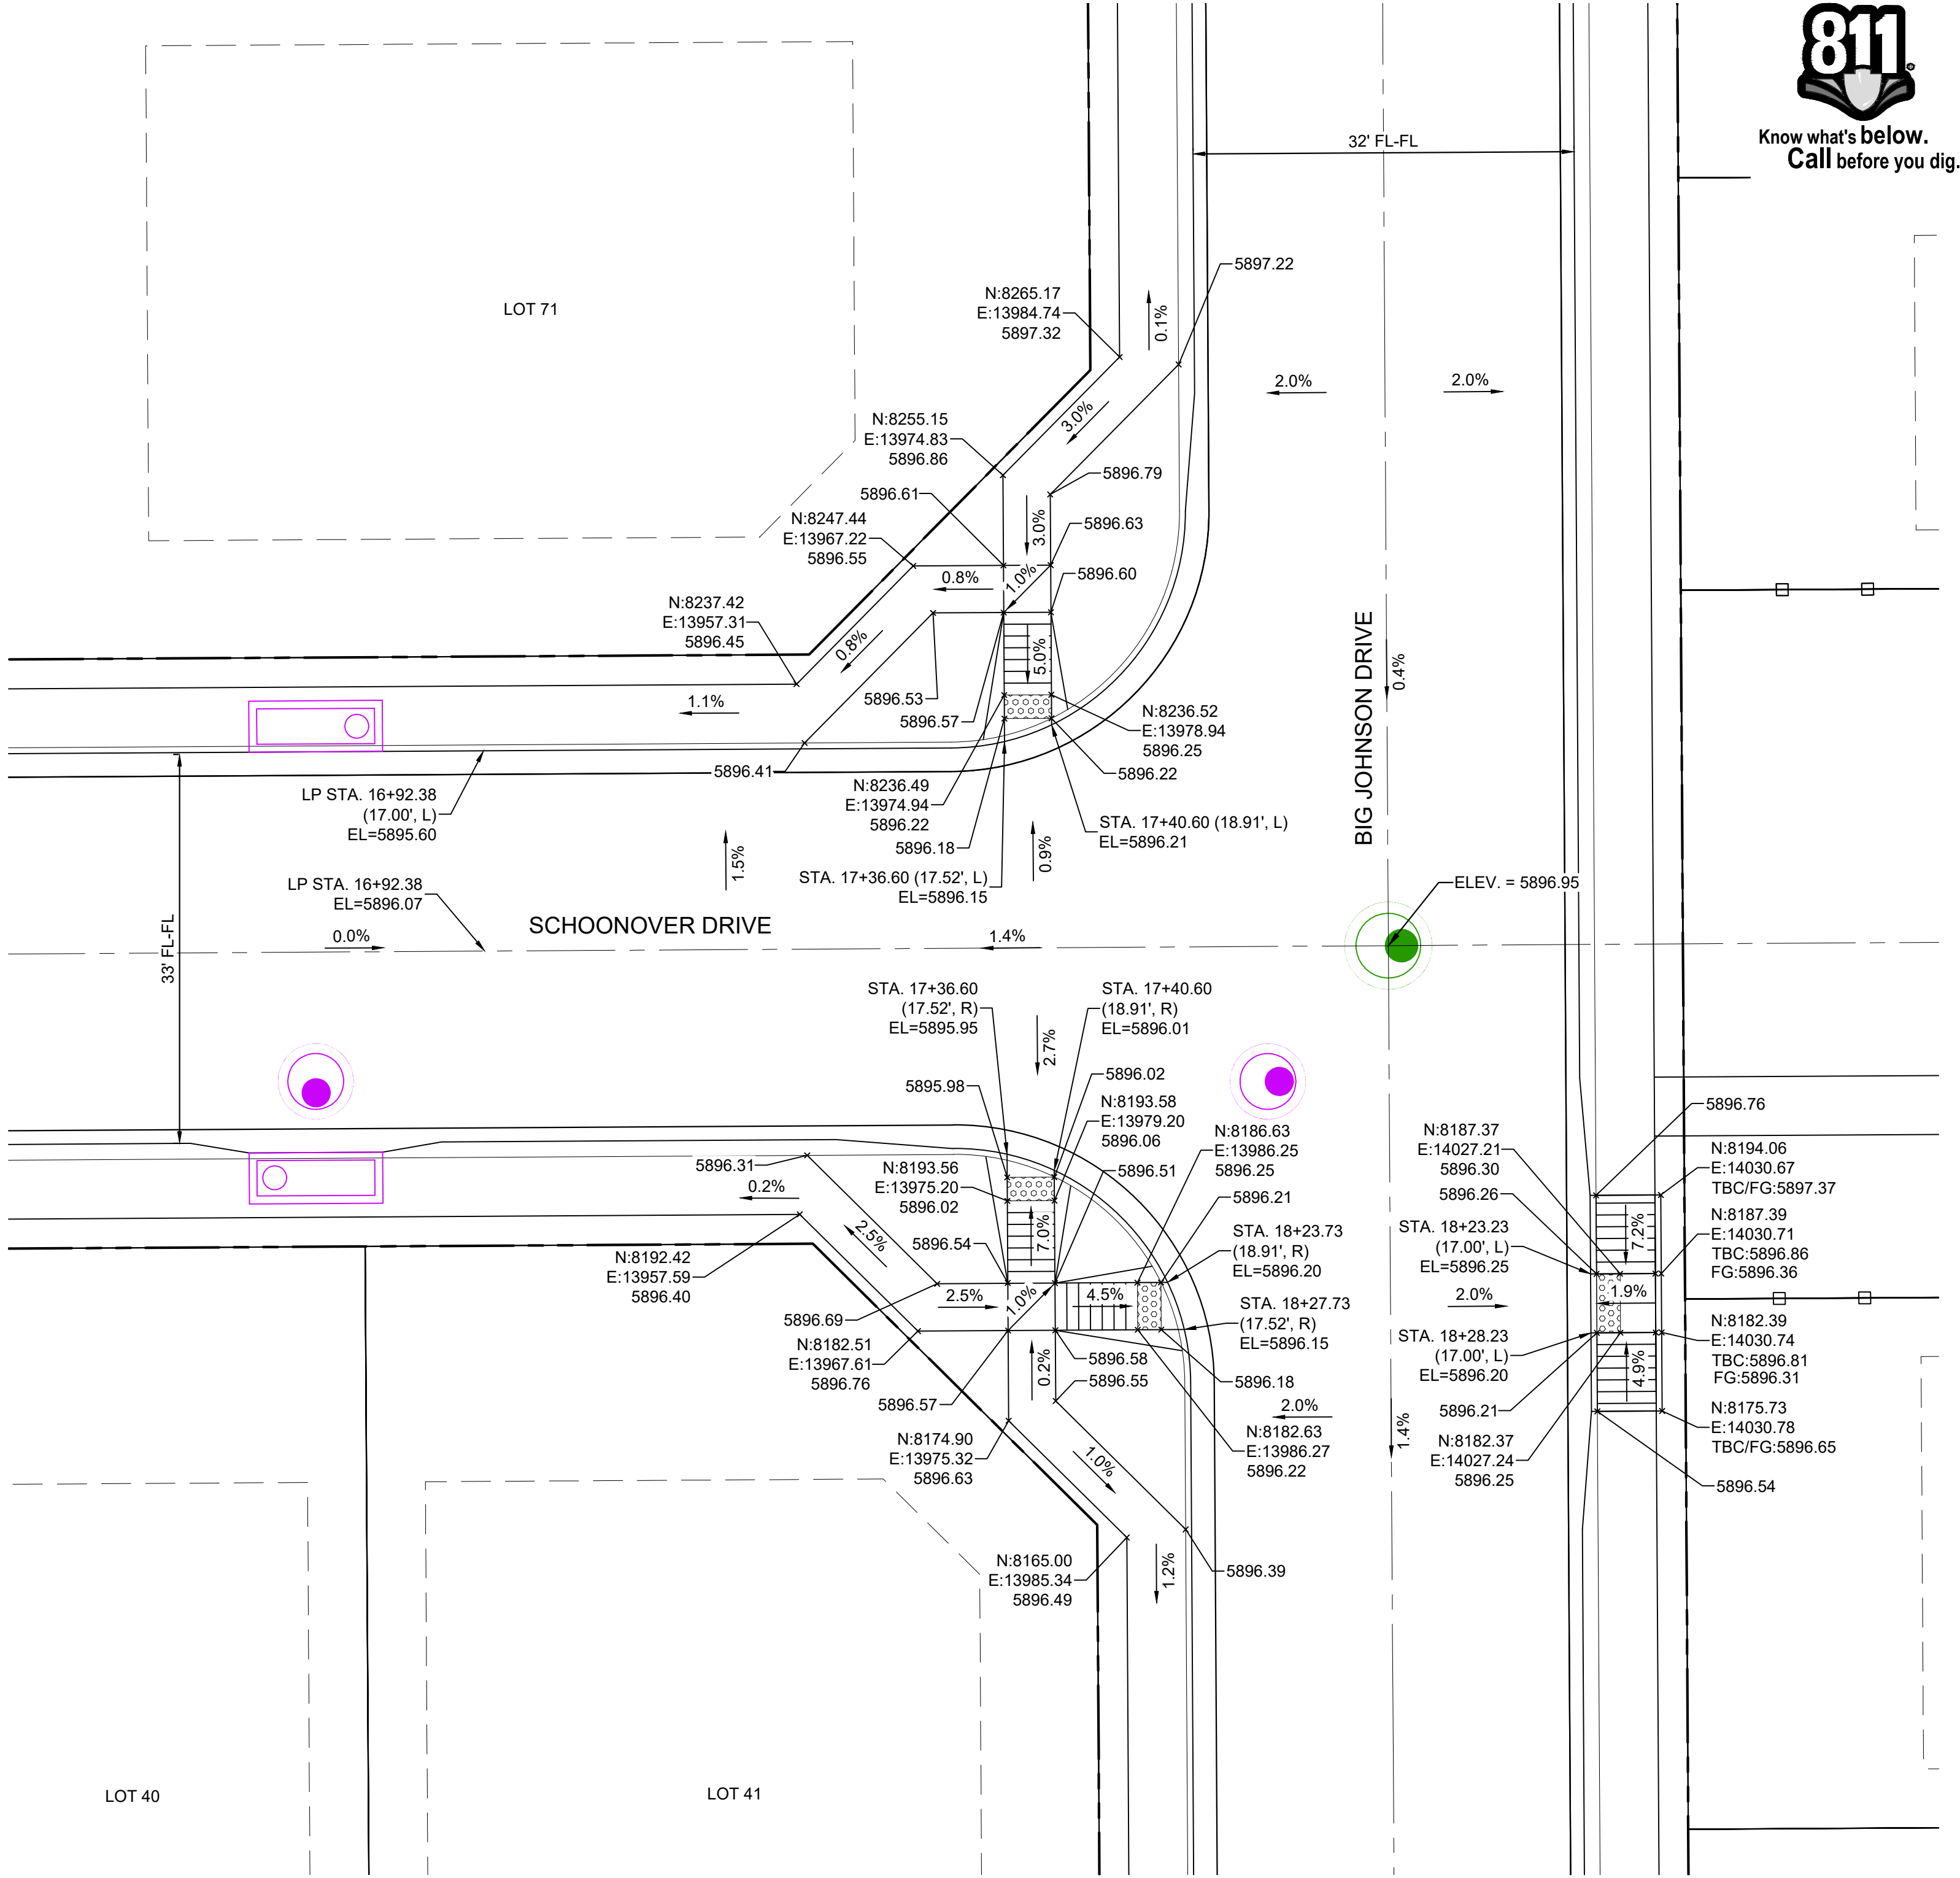 811
Know what's below.
Call before you dig.
32' FL-FL
5897.22
LOT 71
N:8265.17
E:13984.74
5897.32
0.1%
2.0%
2.0%
3.0%
N:8255.15
E:13974.83
5896.86
5896.79
5896.61
N:8247.44
E:13967.22
5896.55
3.0%
5896.63
0.8%
1.0%
5896.60
N:8237.42
E:13957.31
5896.45
0.8%
5.0%
BIG JOHNSON DRIVE
0.4%
1.1%
5896.53
5896.57
N:8236.52
E:13978.94
5896.25
5896.41
5896.22
N:8236.49
E:13974.94
5896.22
LP STA. 16+92.38
(17.00', L)
EL=5895.60
5896.18
STA. 17+40.60 (18.91', L)
EL=5896.21
1.5%
0.9%
STA. 17+36.60 (17.52', L)
EL=5896.15
LP STA. 16+92.38
EL=5896.07
ELEV. = 5896.95
SCHOONOVER DRIVE
33' FL-FL
0.0%
1.4%
STA. 17+36.60
(17.52', R)
EL=5895.95
STA. 17+40.60
(18.91', R)
EL=5896.01
2.7%
5895.98
5896.02
N:8193.58
E:13979.20
5896.06
5896.76
N:8186.63
E:13986.25
5896.25
N:8187.37
E:14027.21
5896.30
N:8194.06
E:14030.67
TBC/FG:5897.37
5896.31
N:8193.56
E:13975.20
5896.02
5896.51
0.2%
5896.21
5896.26
N:8187.39
E:14030.71
TBC:5896.86
FG:5896.36
2.5%
5896.54
7.0%
STA. 18+23.73
(18.91', R)
EL=5896.20
STA. 18+23.23
(17.00', L)
EL=5896.25
7.2%
N:8192.42
E:13957.59
5896.40
2.5%
1.0%
4.5%
2.0%
1.9%
5896.69
STA. 18+27.73
(17.52', R)
EL=5896.15
N:8182.51
E:13967.61
5896.76
STA. 18+28.23
(17.00', L)
EL=5896.20
N:8182.39
E:14030.74
TBC:5896.81
FG:5896.31
0.2%
5896.58
5896.55
5896.18
4.9%
5896.57
2.0%
5896.21
N:8175.73
E:14030.78
TBC/FG:5896.65
N:8174.90
E:13975.32
5896.63
1.0%
N:8182.63
E:13986.27
5896.22
1.4%
N:8182.37
E:14027.24
5896.25
5896.54
N:8165.00
E:13985.34
5896.49
1.2%
5896.39
LOT 40
LOT 41